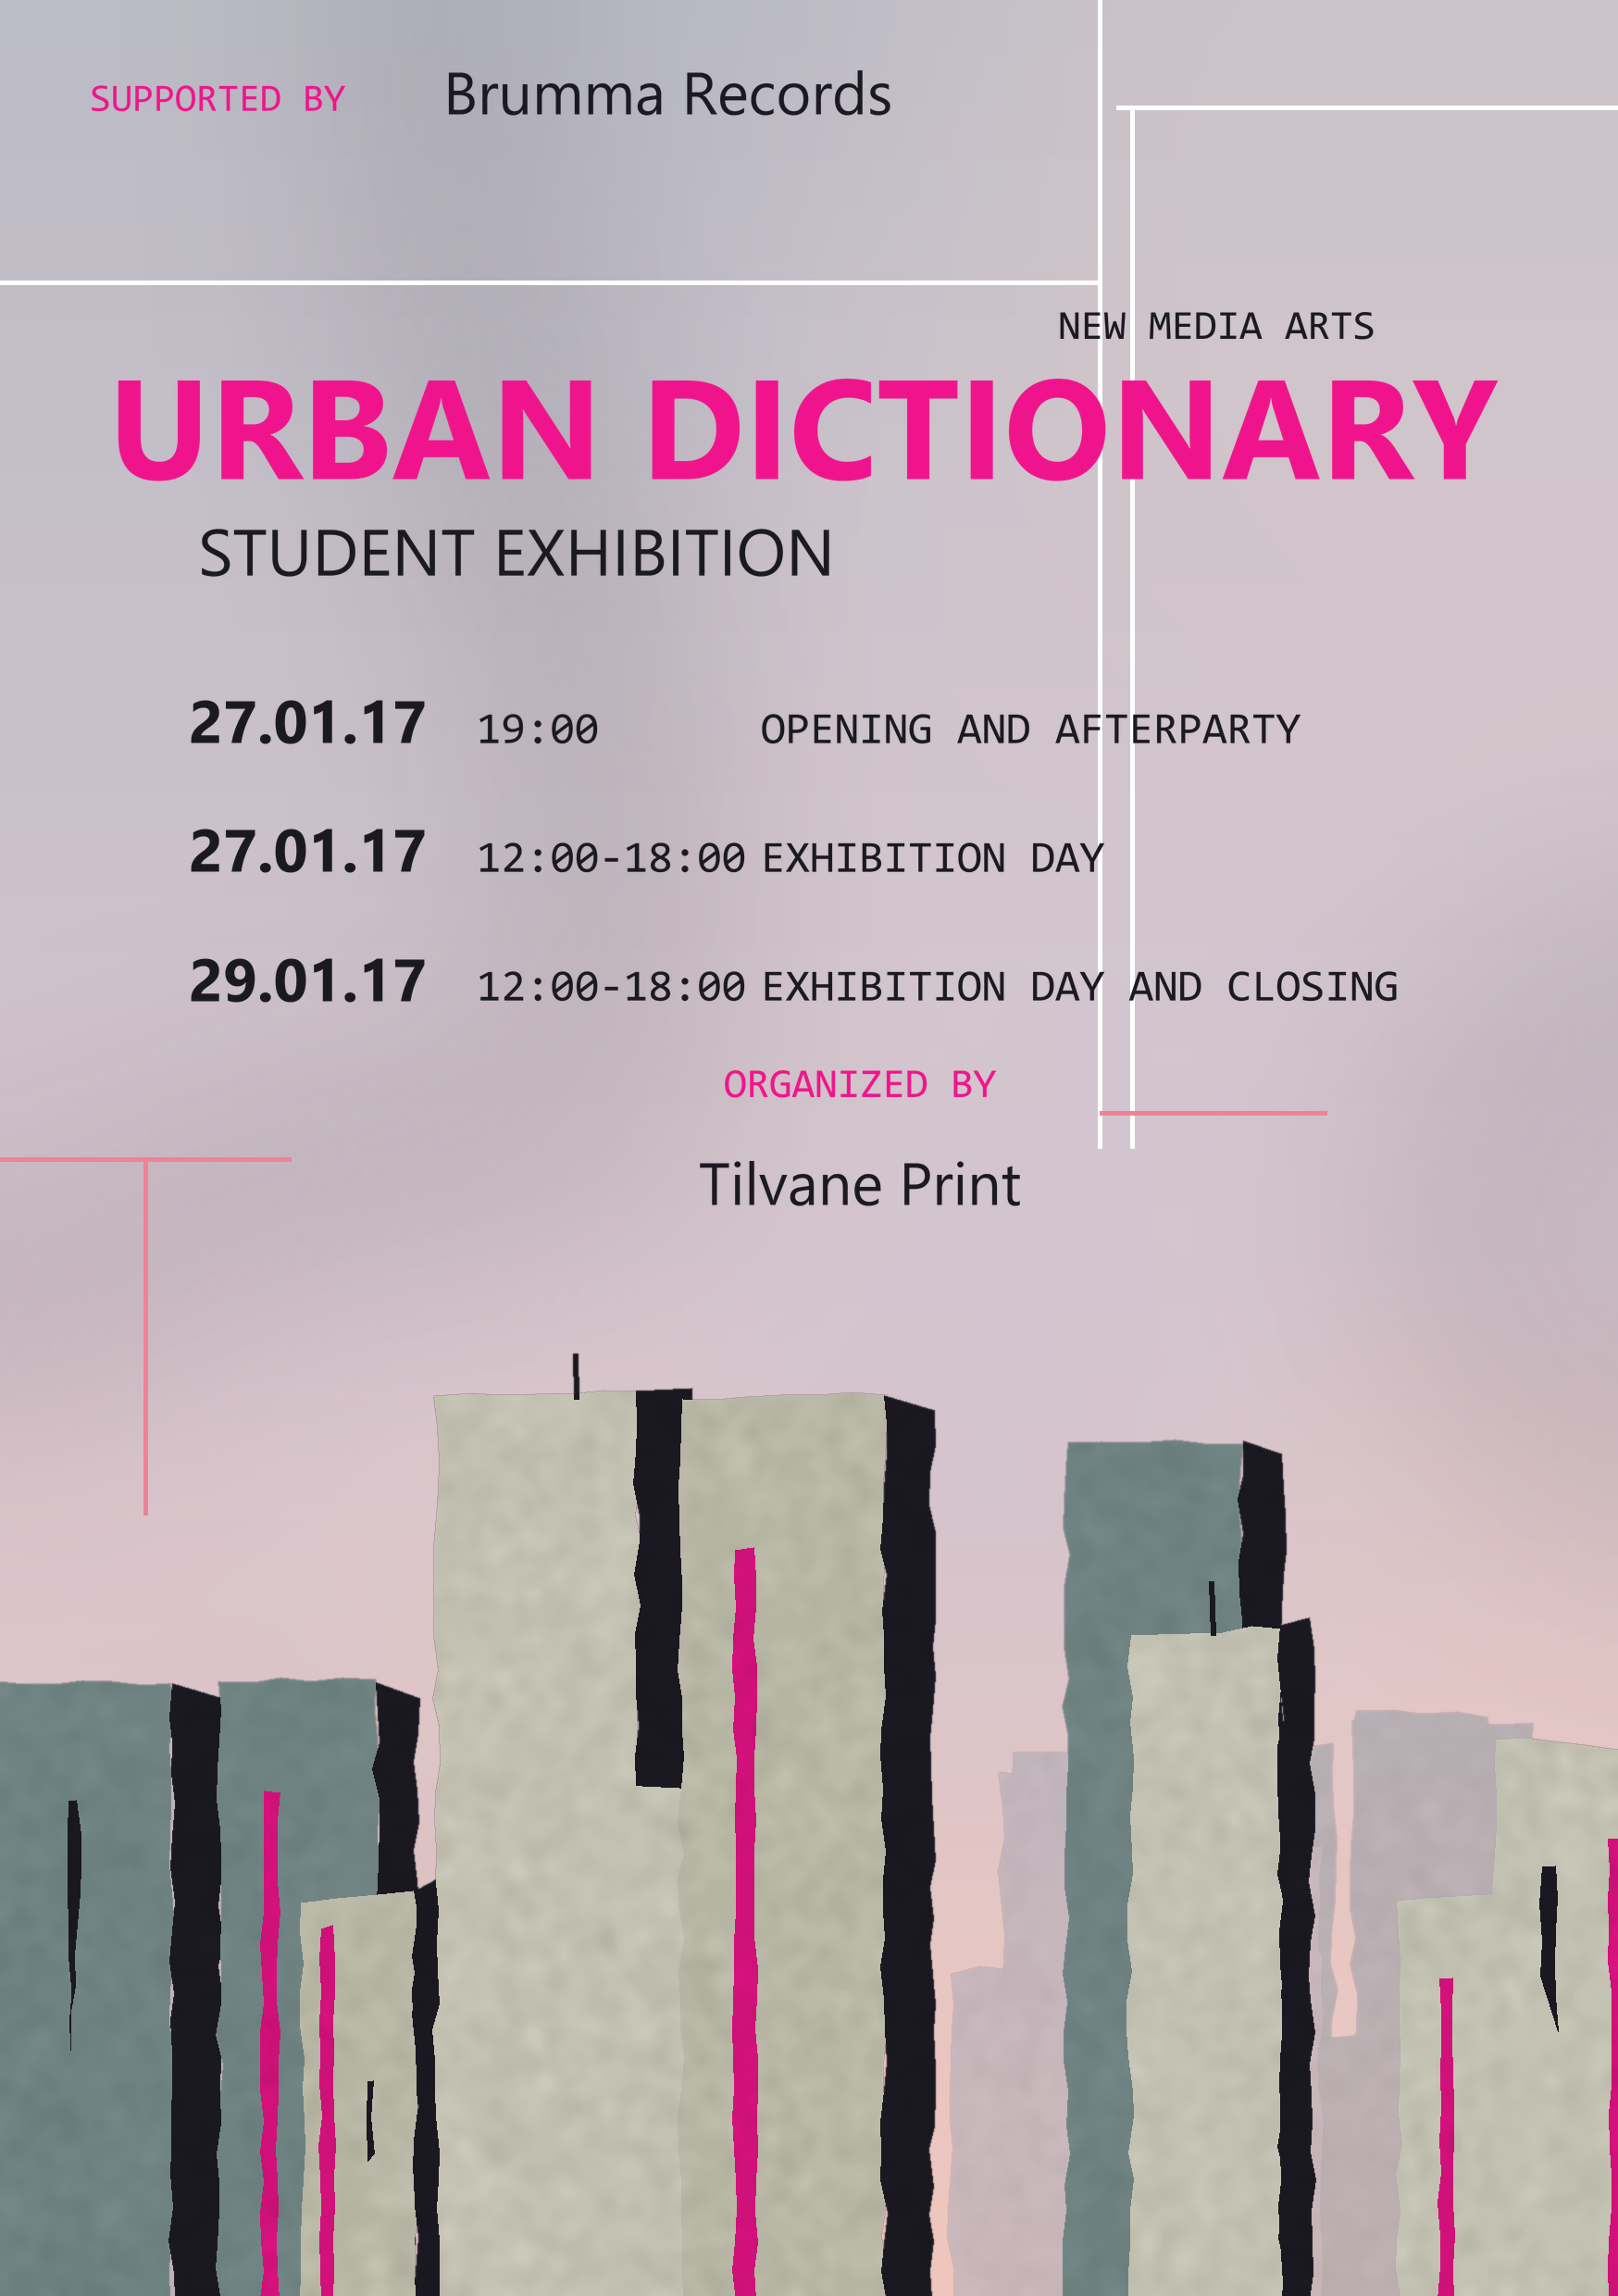 SUPPORTED BY Brumma Records
NEW MEDIA ARTS
URBAN DICTIONARY
STUDENT EXHIBITION
27.01.17 19:00 OPENING AND AFTERPARTY
27.01.17 12:00-18:00 EXHIBITION DAY
29.01.17 12:00-18:00 EXHIBITION DAY AND CLOSING
ORGANIZED BY
Tilvane Print